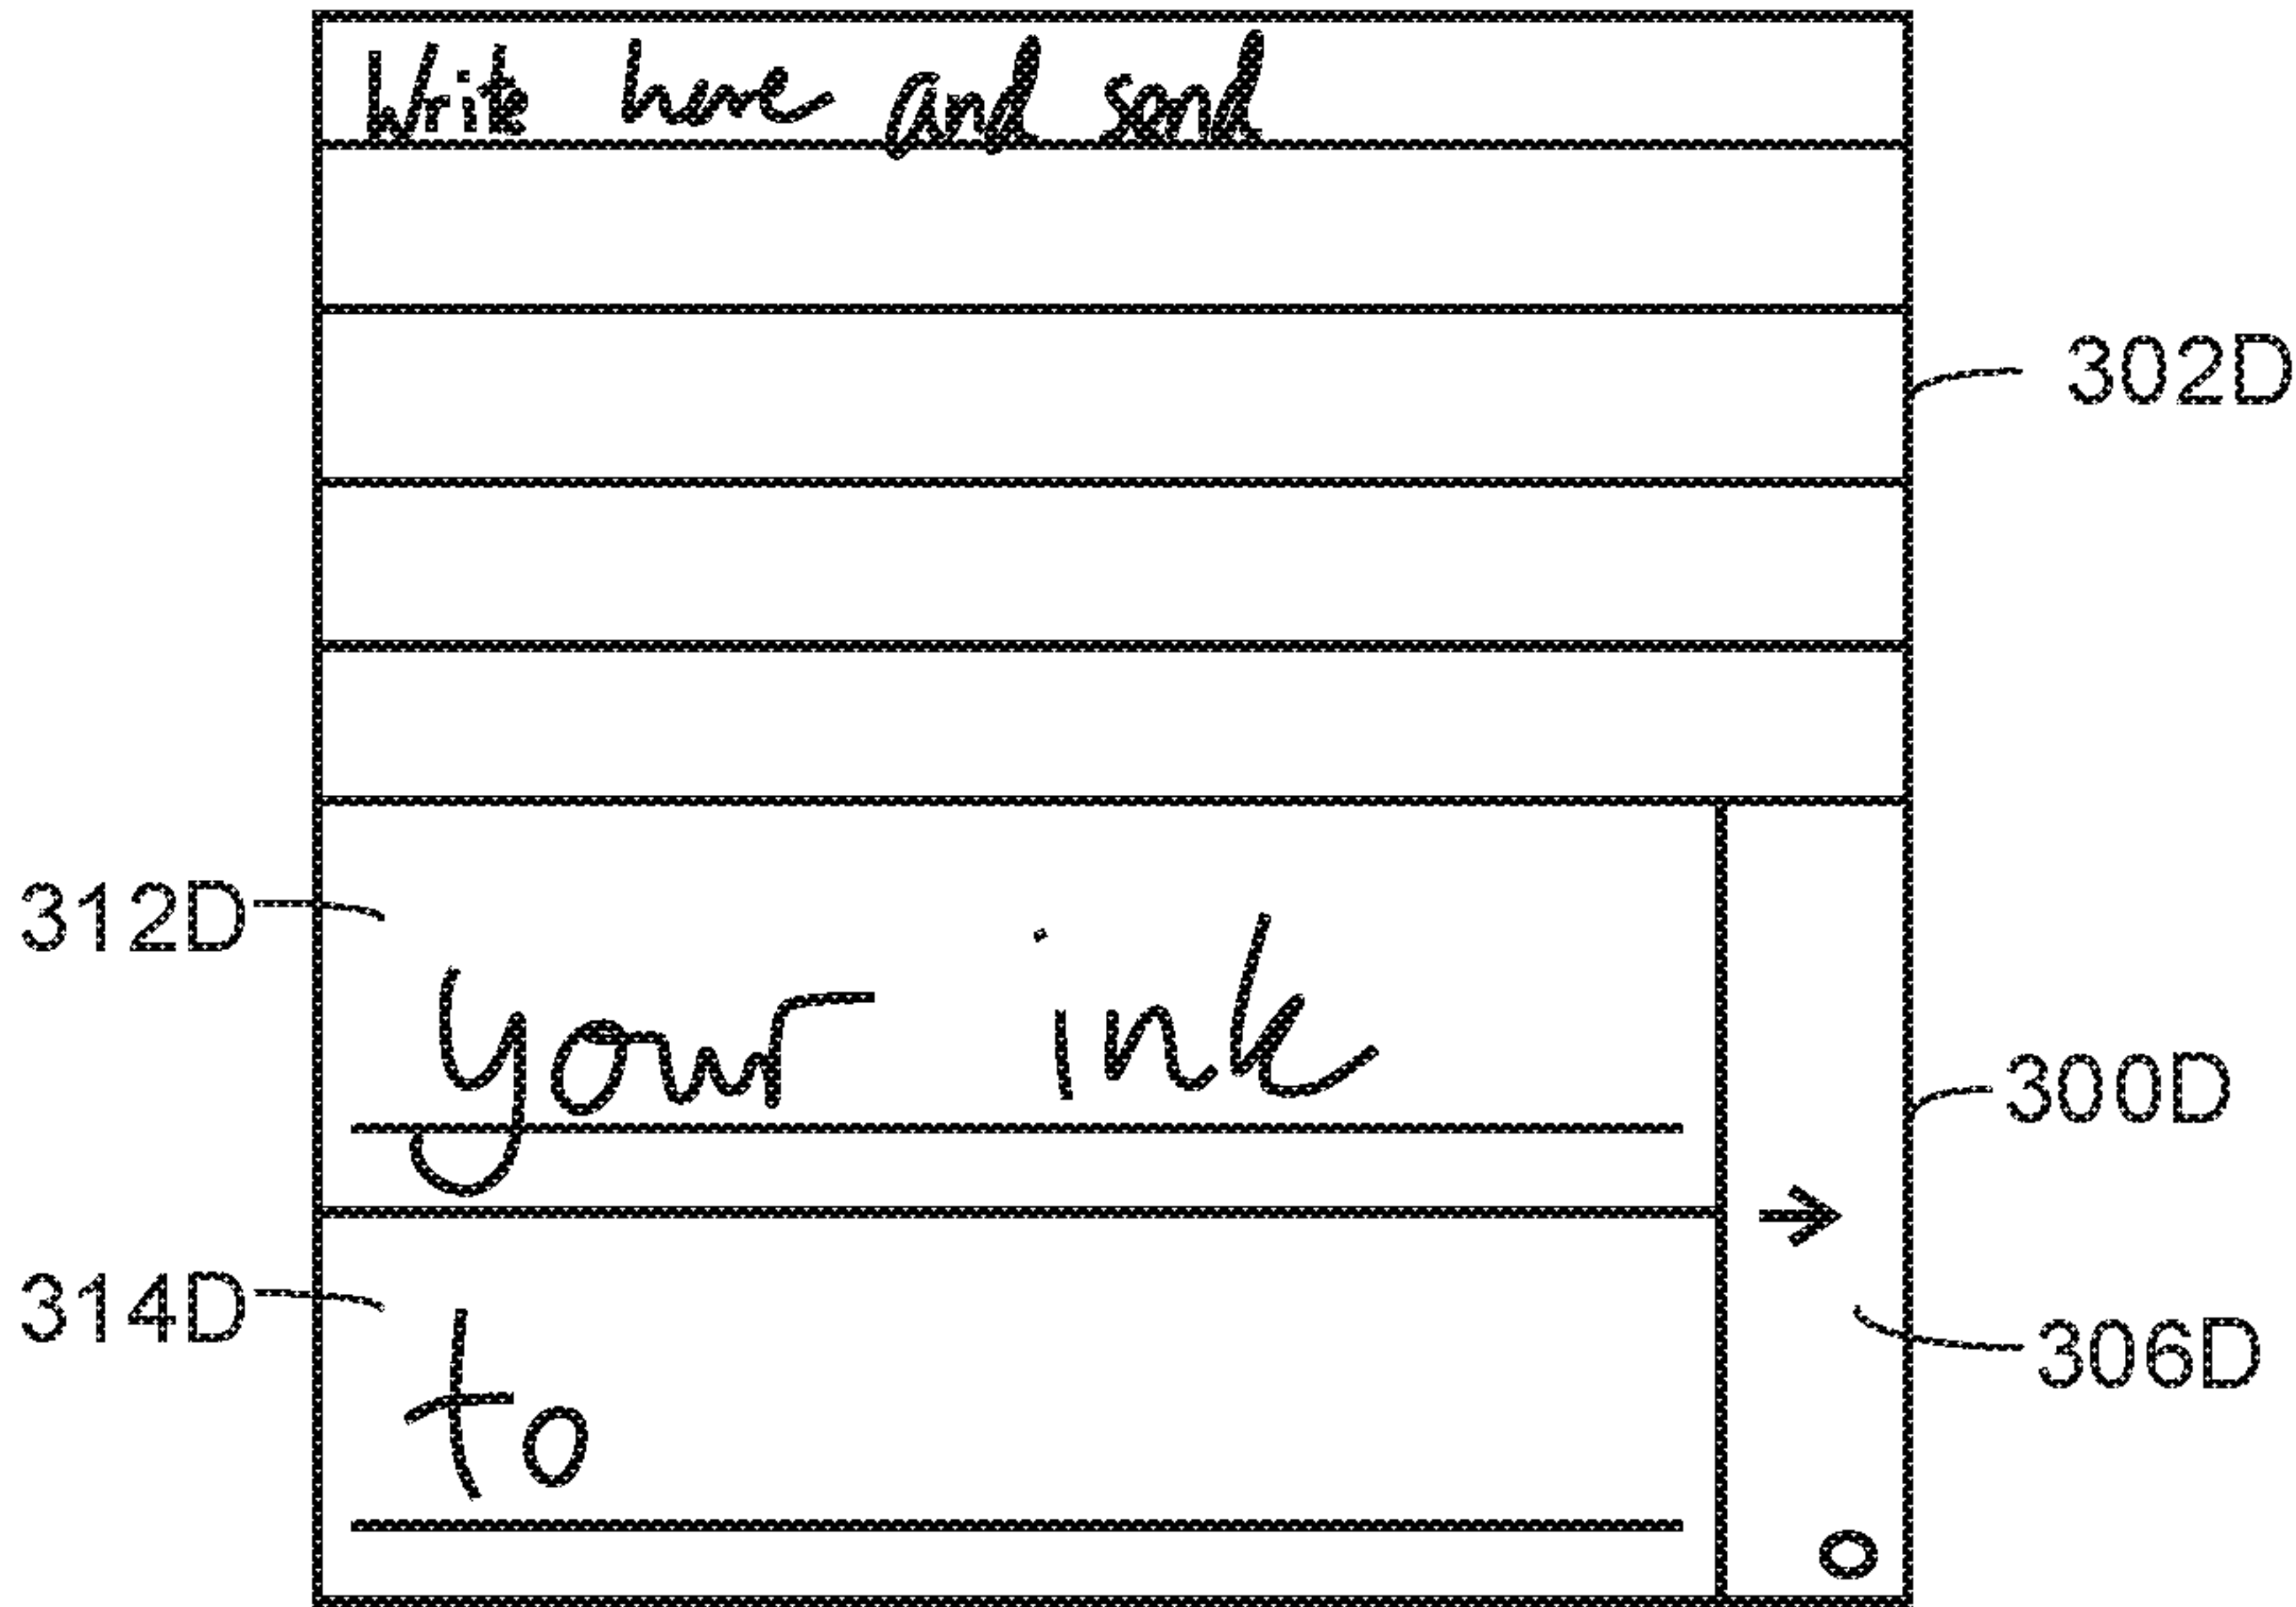 Write here and send
302D
312D
your ink
300D
314D
to
306D